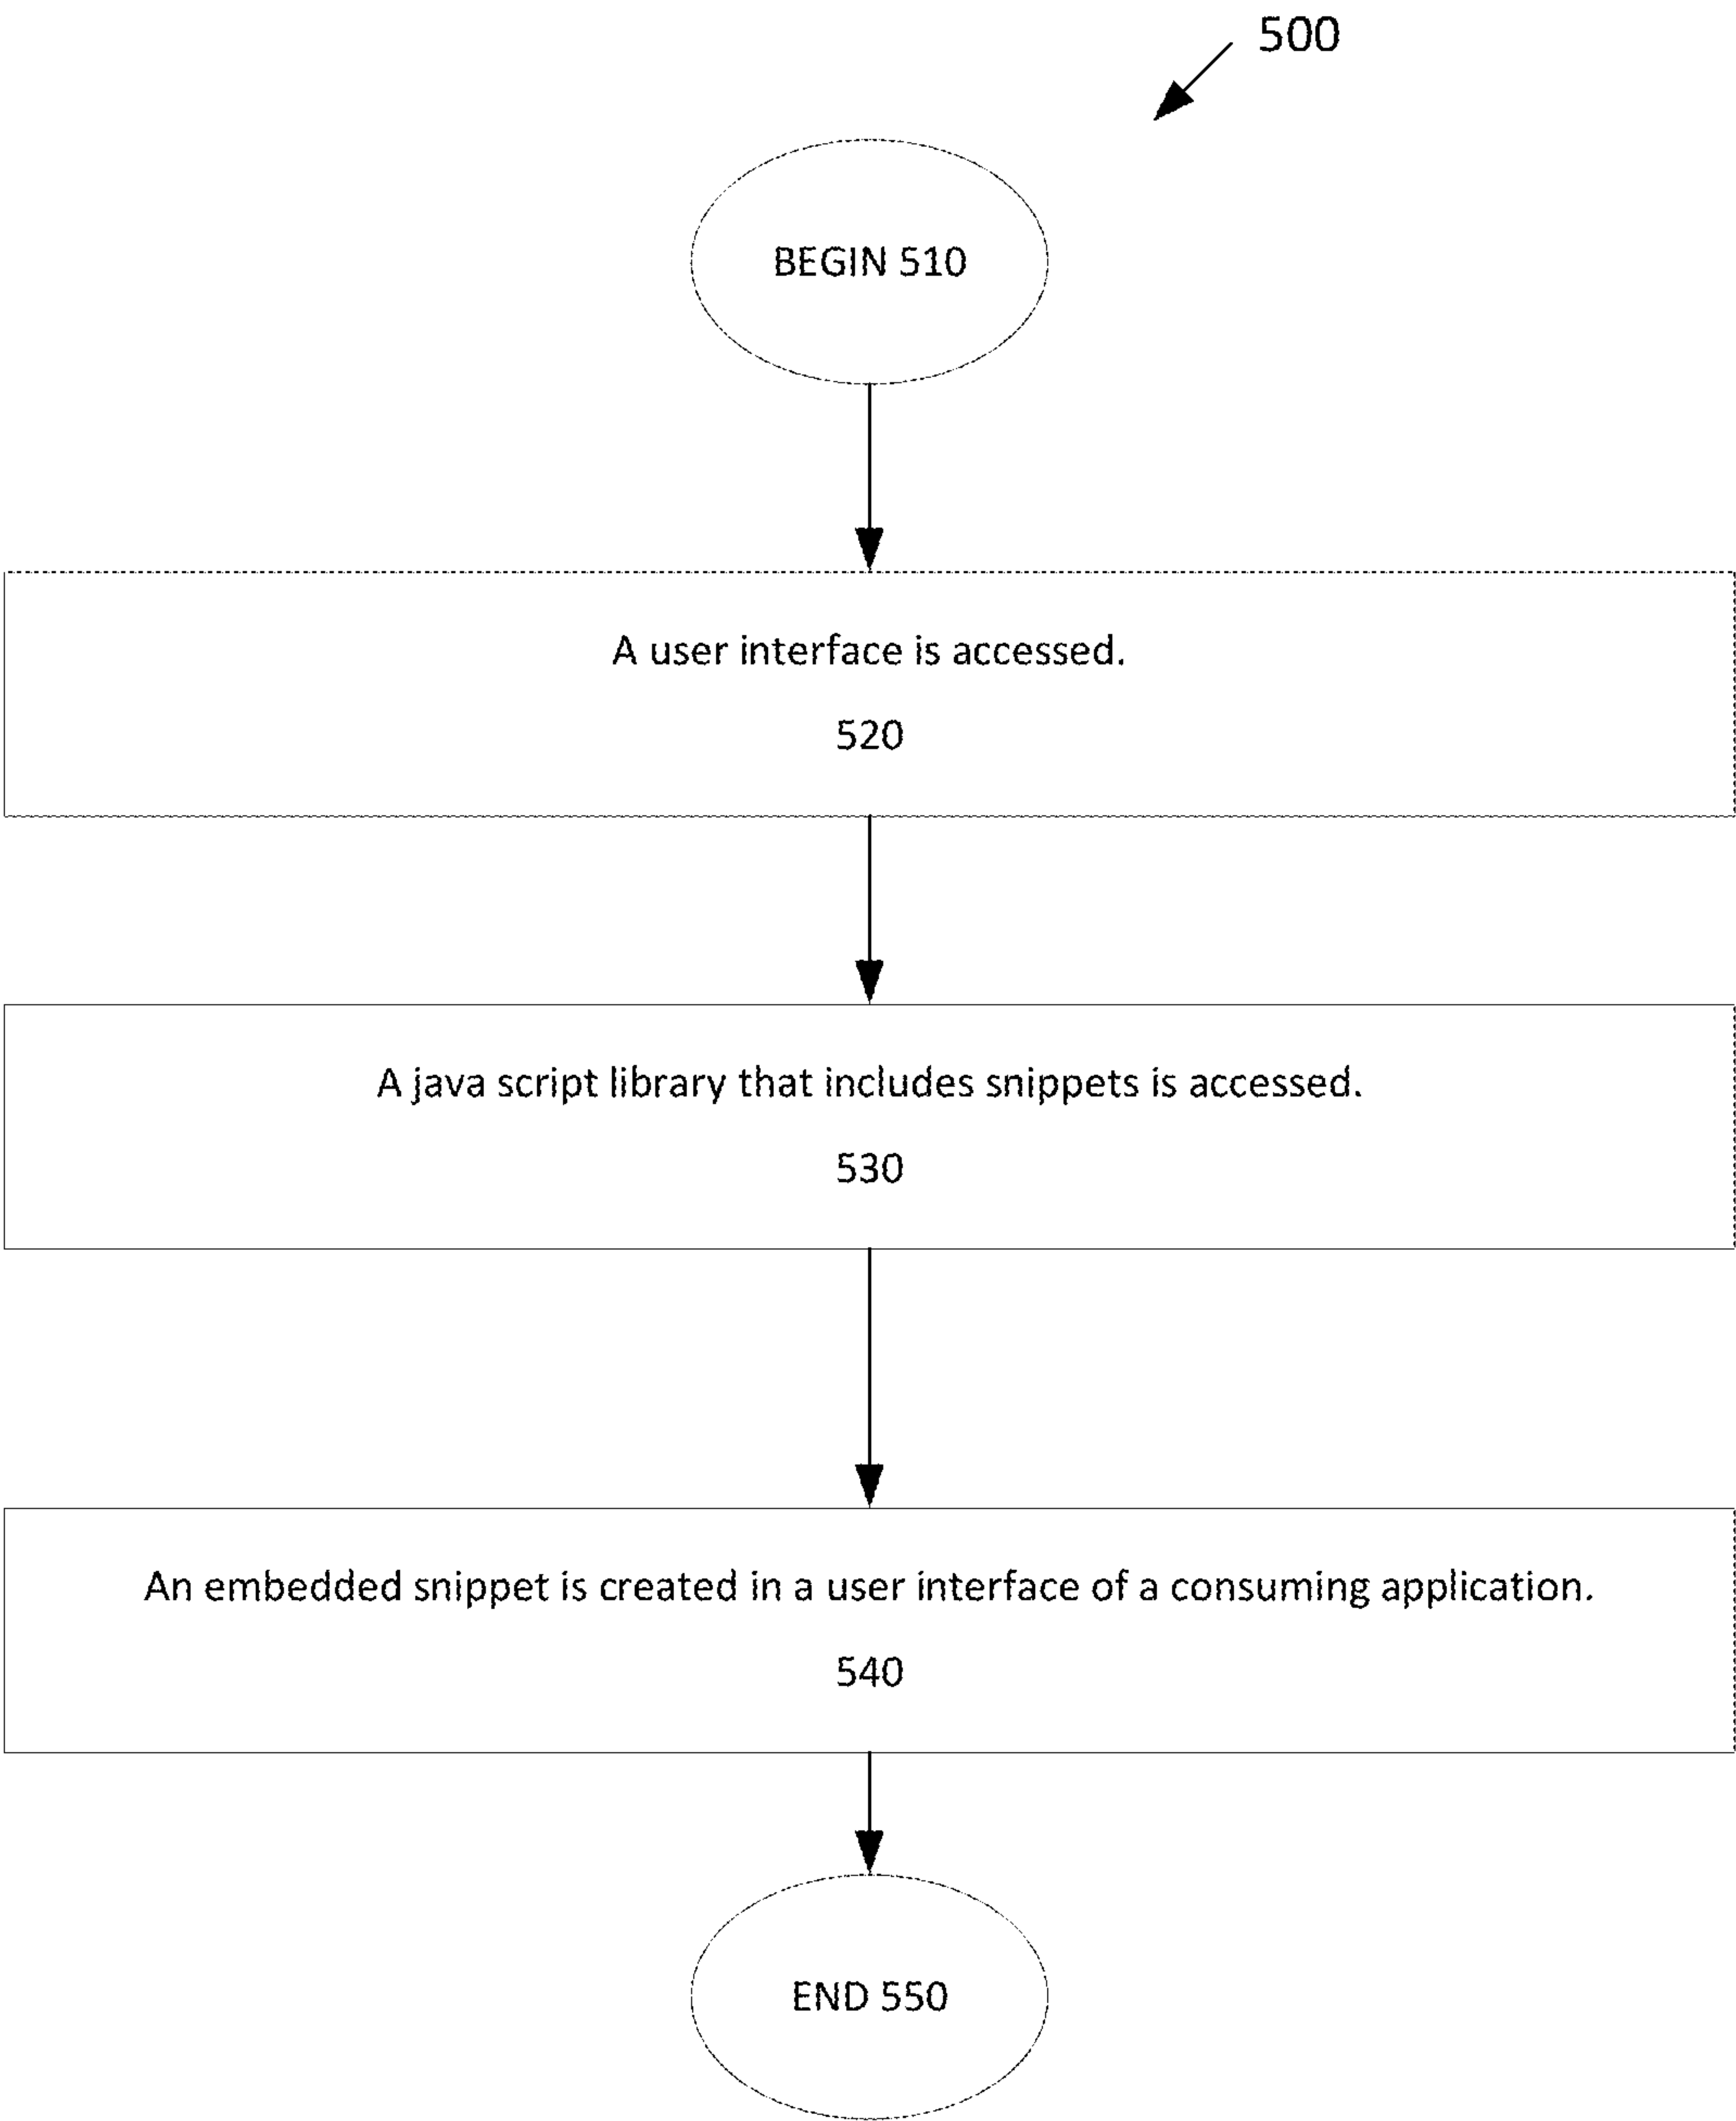 500
BEGIN 510
A user interface is accessed.
520
A java script library that includes snippets is accessed.
530
An embedded snippet is created in a user interface of a consuming application.
540
END 550